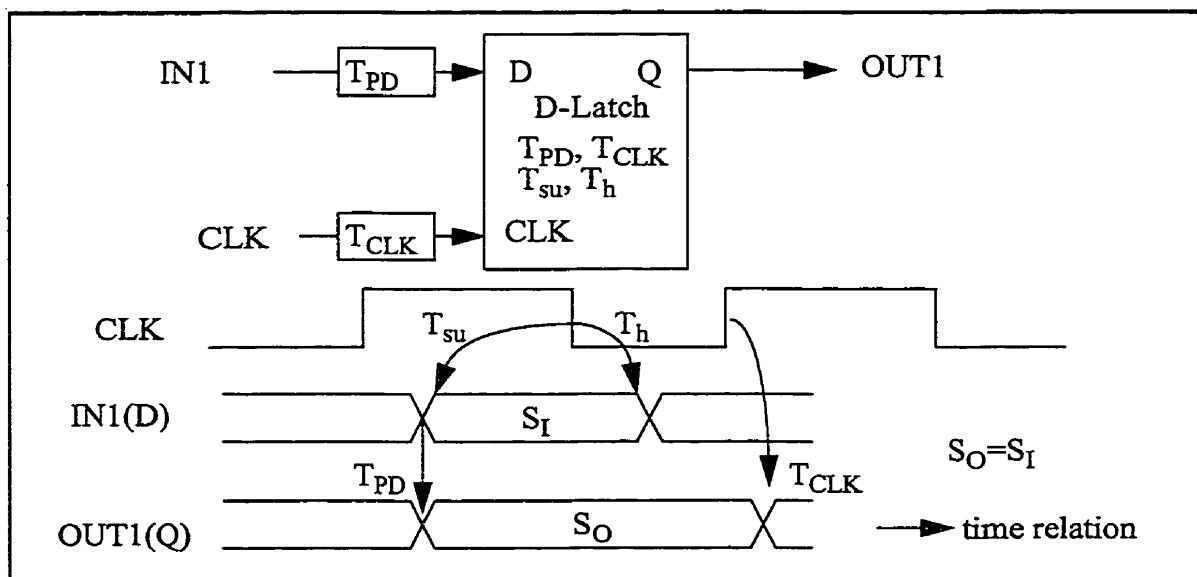 IN1 T_PD D Q OUT1
D-Latch
T_PD, T_CLK
T_su, T_h
CLK T_CLK CLK
CLK T_su T_h
IN1(D) S_I
S_O=S_I
T_PD T_CLK
OUT1(Q) S_O time relation